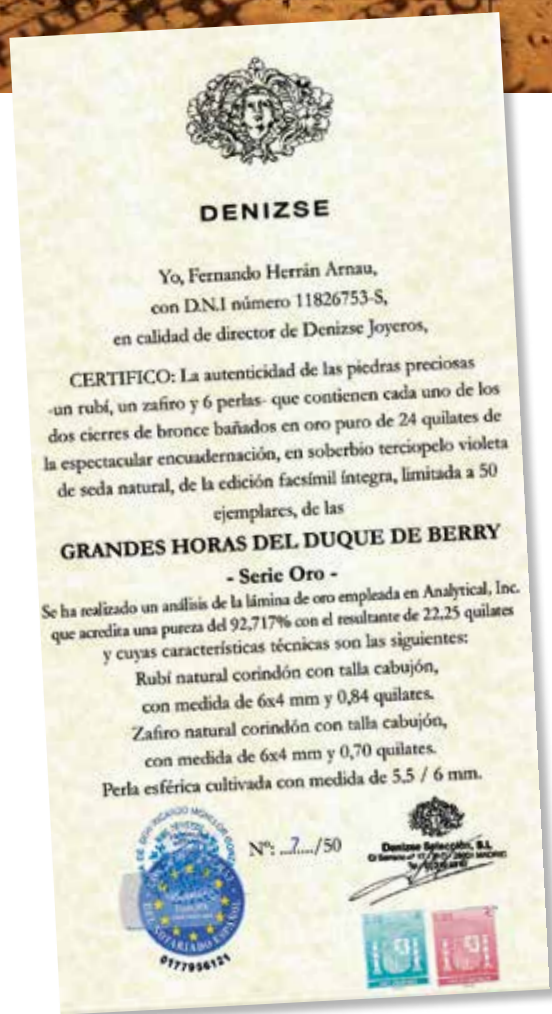 DENIZSE
Yo, Fernando Herrán Arnau,
con D.N.I número 11826753-S,
en calidad de director de Denizse Joyeros,
CERTIFICO: La autenticidad de las piedras preciosas
-un rubí, un zafiro y 6 perlas- que contienen cada uno de los
dos cierres de bronce bañados en oro puro de 24 quilates de
la espectacular encuadernación, en soberbio terciopelo violeta
de seda natural, de la edición facsímil íntegra, limitada a 50
ejemplares, de las
GRANDES HORAS DEL DUQUE DE BERRY
- Serie Oro -
Se ha realizado un análisis de la lámina de oro empleada en Analytical, Inc.
que acredita una pureza del 92,717% con el resultante de 22,25 quilates
y cuyas características técnicas son las siguientes:
Rubí natural corindón con talla cabujón,
con medida de 6x4 mm y 0,84 quilates.
Zafiro natural corindón con talla cabujón,
con medida de 6x4 mm y 0,70 quilates.
Perla esférica cultivada con medida de 5.5 / 6 mm.
Nº: ...7..../50
Denizse Selección, S.L.
MADRID
DEL NOTARIADO ESPAÑOL
0177956121